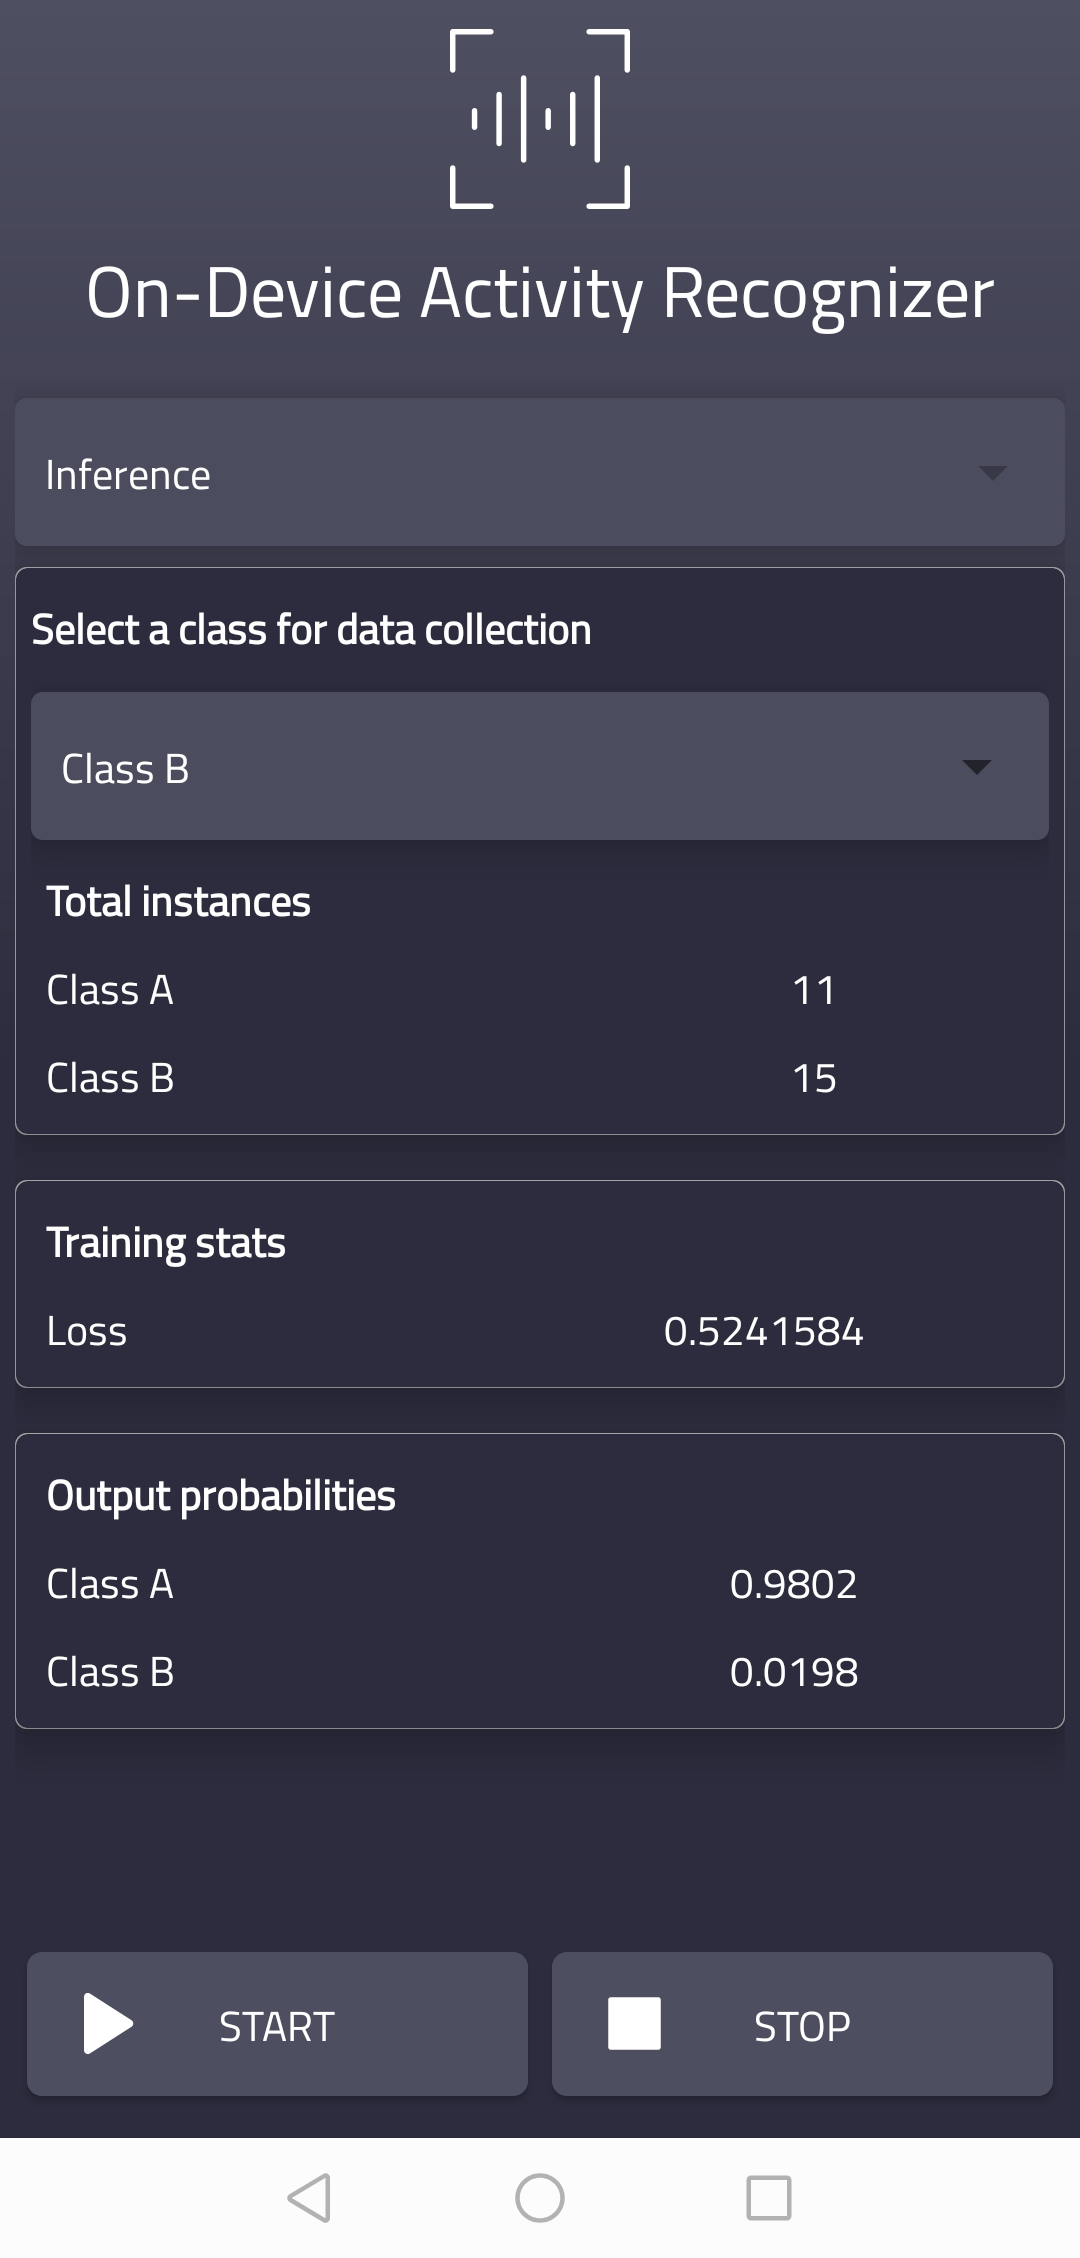 On-Device Activity Recognizer
Inference
Select a class for data collection
Class B
Total instances
Class A 11
Class B 15
Training stats
Loss 0.5241584
Output probabilities
Class A 0.9802
Class B 0.0198
START STOP